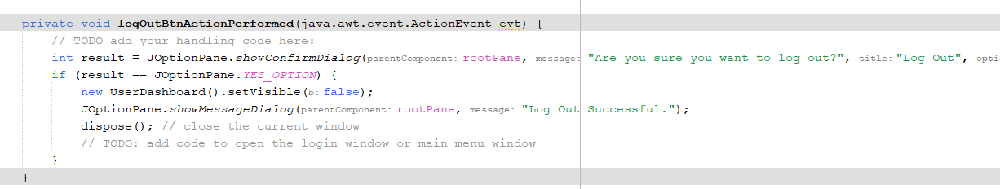 private void logOutBtnActionPerformed(java.awt.event.ActionEvent evt) {
// TODO add your handling code here:
int result = JOptionPane.showConfirmDialog(parentComponent: rootPane, message: "Are you sure you want to log out?", title: "Log Out", opti
if (result == JOptionPane.YES_OPTION) {
new UserDashboard().setVisible(b: false);
JOptionPane.showMessageDialog(parentComponent: rootPane, message: "Log Out Successful.");
dispose(); // close the current window
// TODO: add code to open the login window or main menu window
}
}